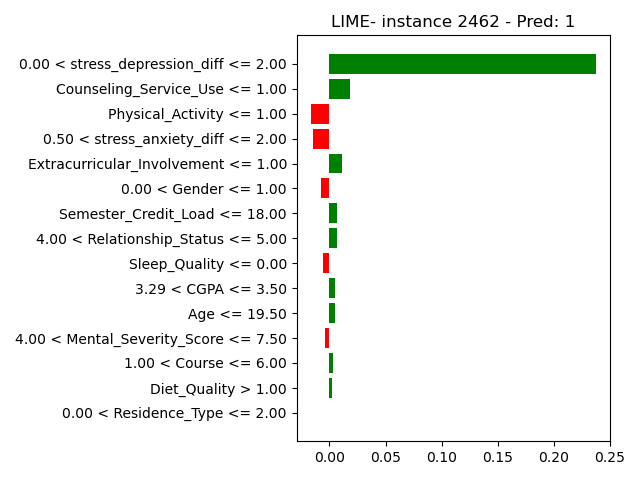 LIME- instance 2462 - Pred: 1
0.00 < stress_depression_diff <= 2.00
Counseling_Service_Use <= 1.00
Physical_Activity <= 1.00
0.50 < stress_anxiety_diff <= 2.00
Extracurricular_Involvement <= 1.00
0.00 < Gender <= 1.00
Semester_Credit_Load <= 18.00
4.00 < Relationship_Status <= 5.00
Sleep_Quality <= 0.00
3.29 < CGPA <= 3.50
Age <= 19.50
4.00 < Mental_Severity_Score <= 7.50
1.00 < Course <= 6.00
Diet_Quality > 1.00
0.00 < Residence_Type <= 2.00
0.00 0.05 0.10 0.15 0.20 0.25